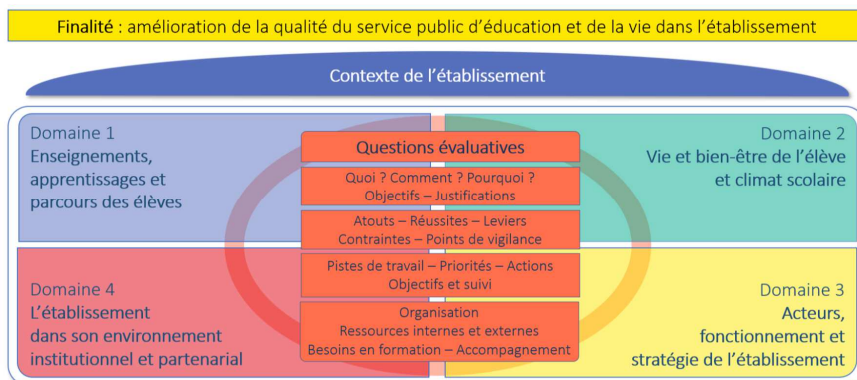 Finalité : amélioration de la qualité du service public d’éducation et de la vie dans l’établissement
Contexte de l’établissement
Domaine 1
Enseignements,
apprentissages et
parcours des élèves
Domaine 2
Vie et bien-être de l’élève
et climat scolaire
Questions évaluatives
Quoi ? Comment ? Pourquoi ?
Objectifs – Justifications
Atouts – Réussites – Leviers
Contraintes – Points de vigilance
Pistes de travail – Priorités – Actions
Objectifs et suivi
Organisation
Ressources internes et externes
Besoins en formation – Accompagnement
Domaine 4
L’établissement
dans son environnement
institutionnel et partenarial
Domaine 3
Acteurs,
fonctionnement et
stratégie de l’établissement